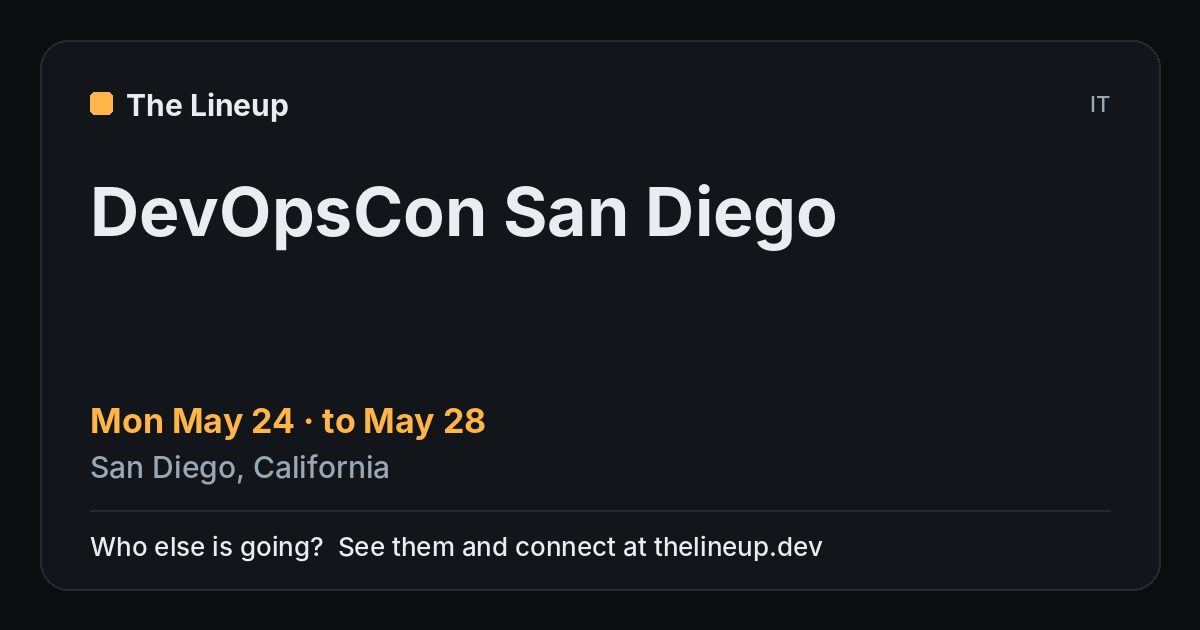 The Lineup
IT
DevOpsCon San Diego
Mon May 24 · to May 28
San Diego, California
Who else is going? See them and connect at thelineup.dev